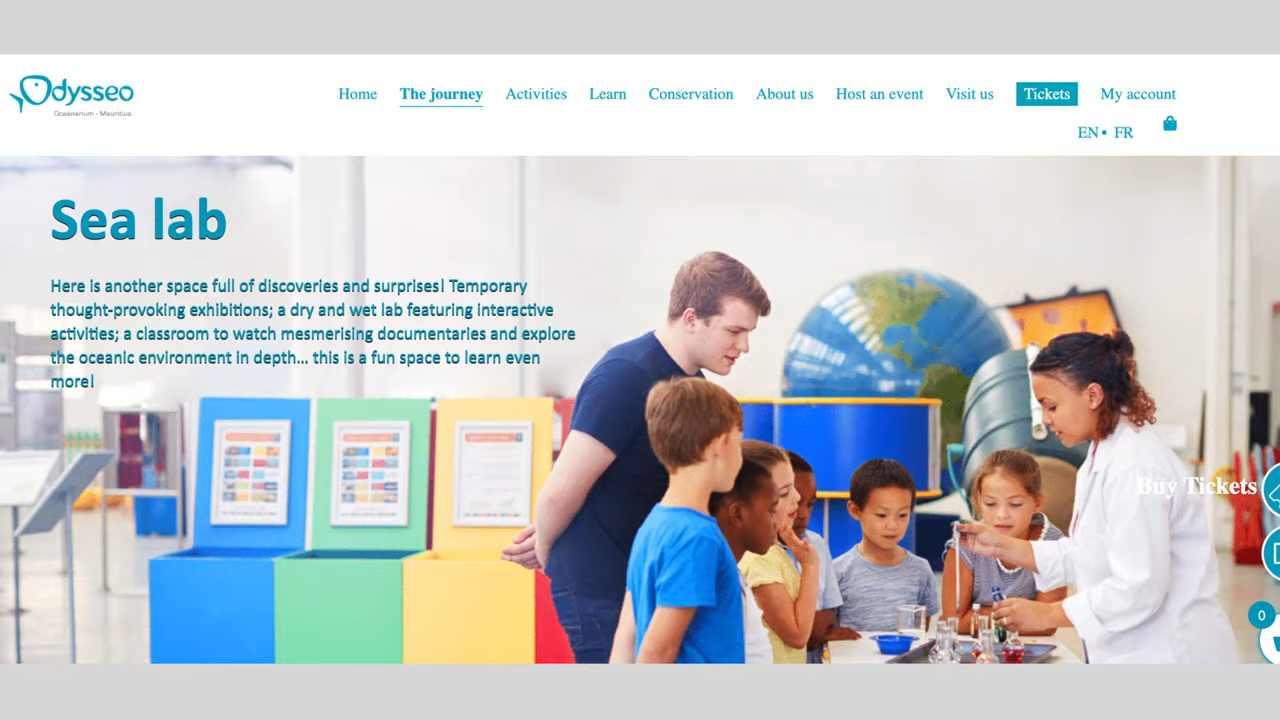 Odysseo
Oceanarium - Mauritius
Home The journey Activities Learn Conservation About us Host an event Visit us Tickets My account
EN • FR
Sea lab
Here is another space full of discoveries and surprises! Temporary
thought-provoking exhibitions; a dry and wet lab featuring interactive
activities; a classroom to watch mesmerising documentaries and explore
the oceanic environment in depth... this is a fun space to learn even
more!
Buy Tickets
0